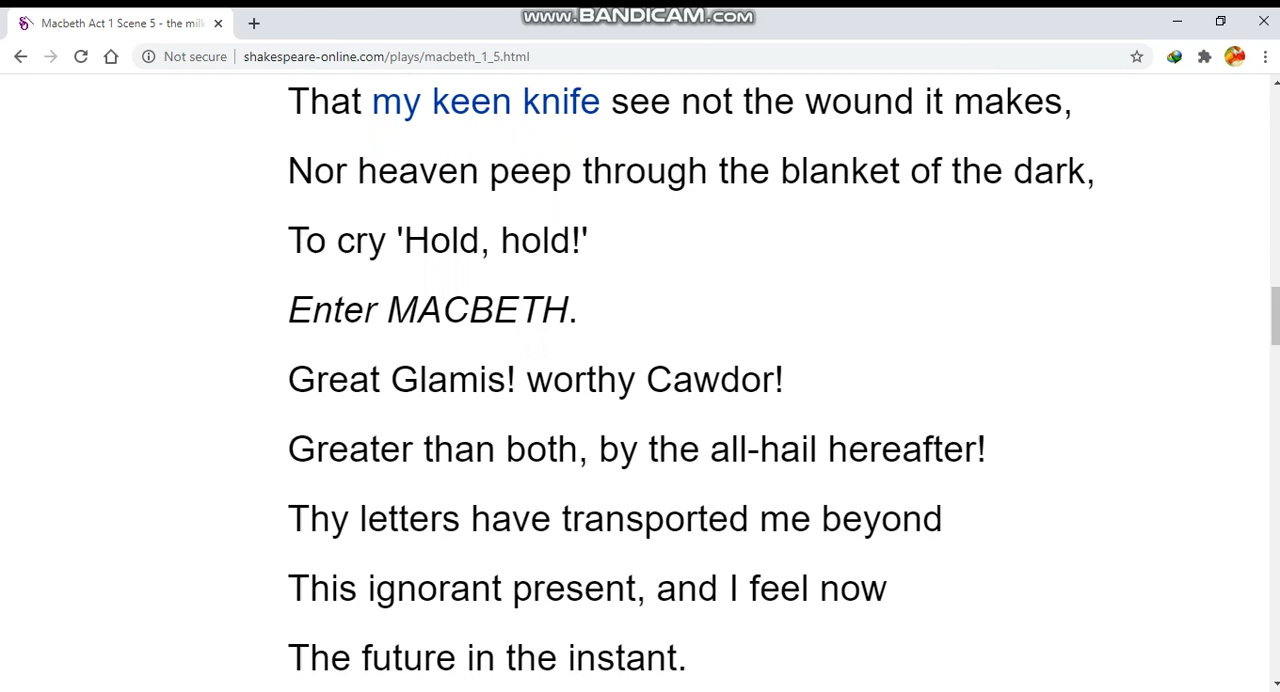 www.BANDICAM.com
Macbeth Act 1 Scene 5 - the mil
Not secure
shakespeare-online.com/plays/macbeth_1_5.html
That my keen knife see not the wound it makes,
Nor heaven peep through the blanket of the dark,
To cry 'Hold, hold!'
Enter MACBETH.
Great Glamis! worthy Cawdor!
Greater than both, by the all-hail hereafter!
Thy letters have transported me beyond
This ignorant present, and I feel now
The future in the instant.